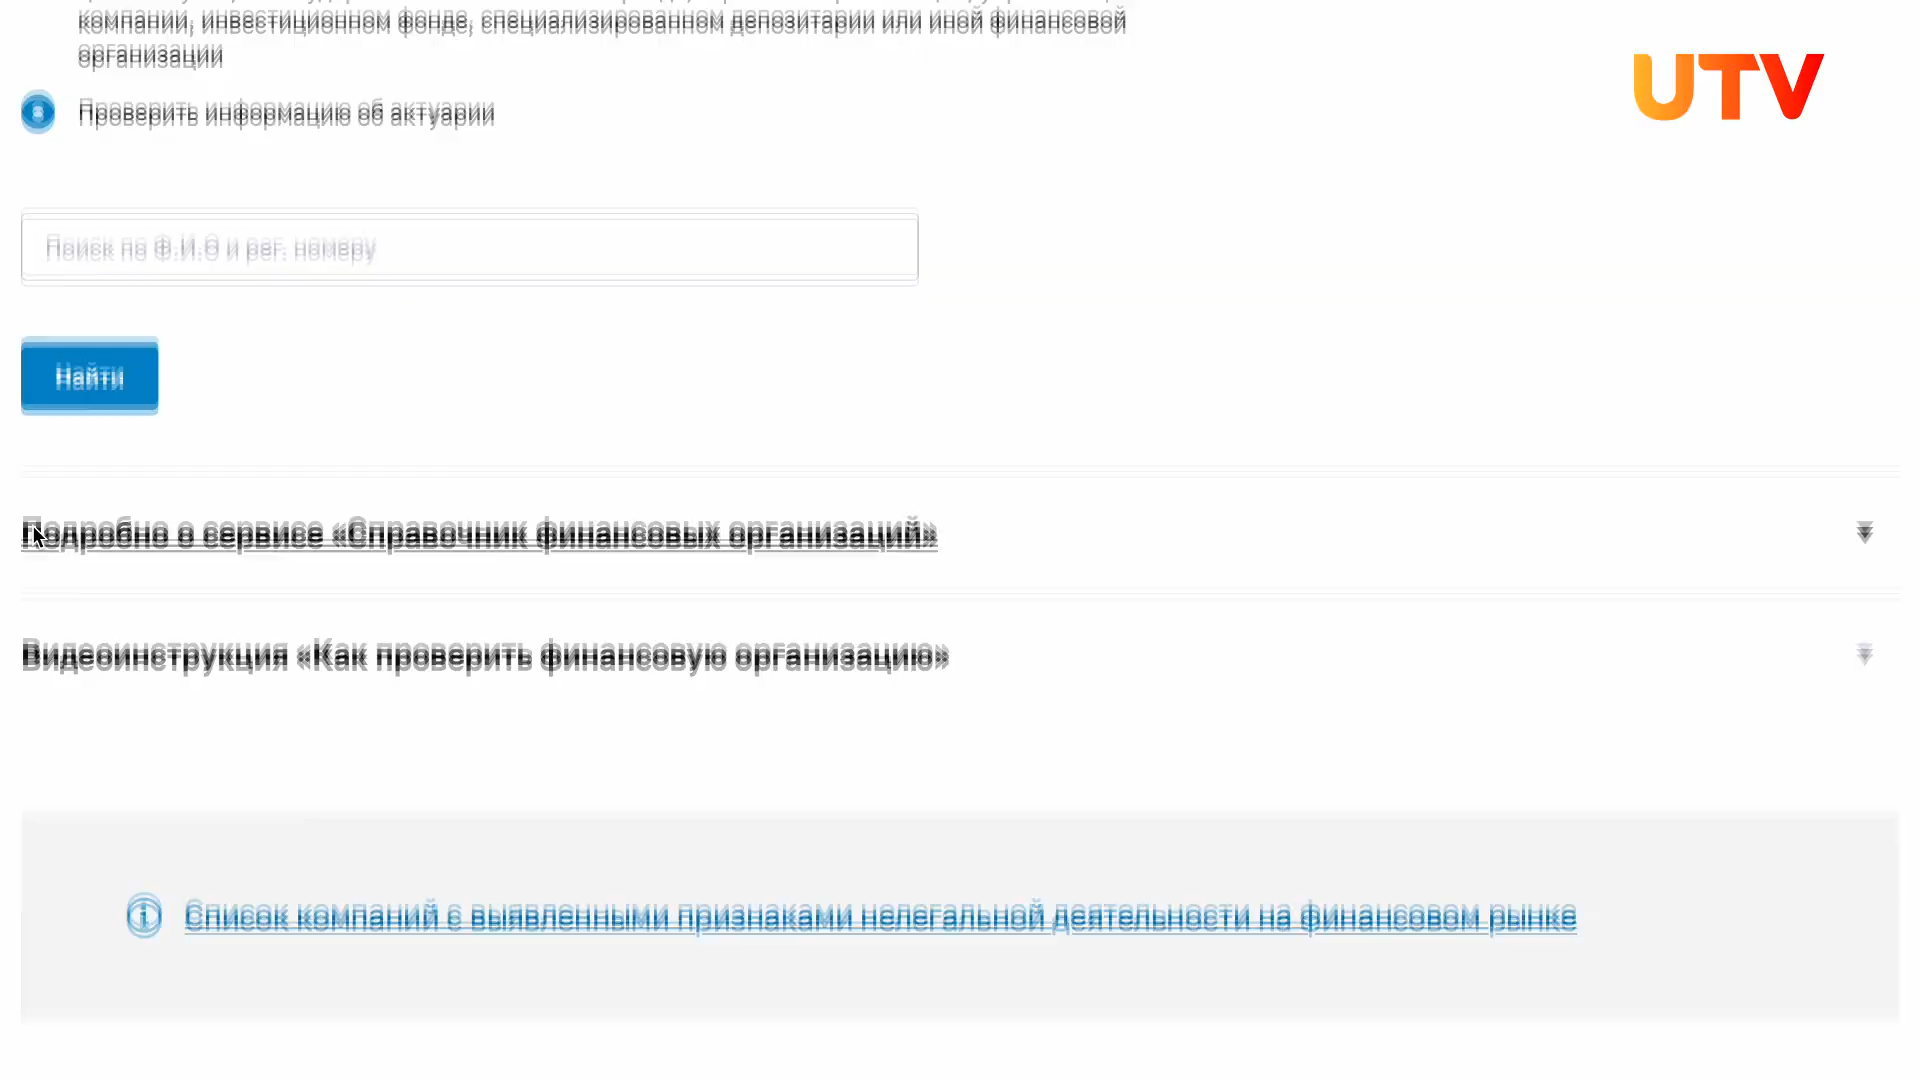 компании, инвестиционном фонде, специализированном депозитарии или иной финансовой
организации
UTV
Проверить информацию об актуарии
Поиск по Ф.И.О и рег. номеру
Найти
Подробно о сервисе «Справочник финансовых организаций»
Видеоинструкция «Как проверить финансовую организацию»
Список компаний с выявленными признаками нелегальной деятельности на финансовом рынке